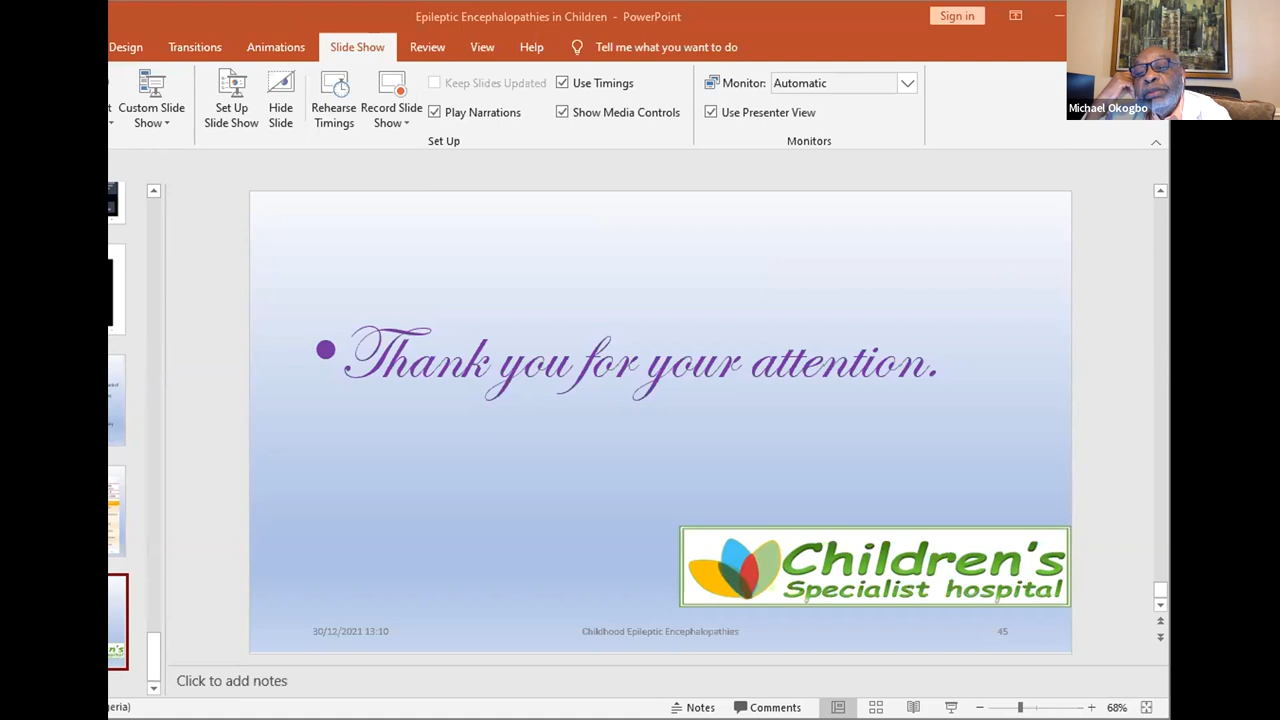 Epileptic Encephalopathies in Children - PowerPoint
Sign in
Design Transitions Animations Slide Show Review View Help Tell me what you want to do
Custom Slide Show
Set Up Slide Show
Hide Slide
Rehearse Timings
Record Slide Show
Keep Slides Updated
Play Narrations
Use Timings
Show Media Controls
Set Up
Monitor: Automatic
Use Presenter View
Monitors
Michael Okogbo
• Thank you for your attention.
Children's
Specialist hospital
30/12/2021 13:10 Childhood Epileptic Encephalopathies 45
Click to add notes
eria) Notes Comments 68%